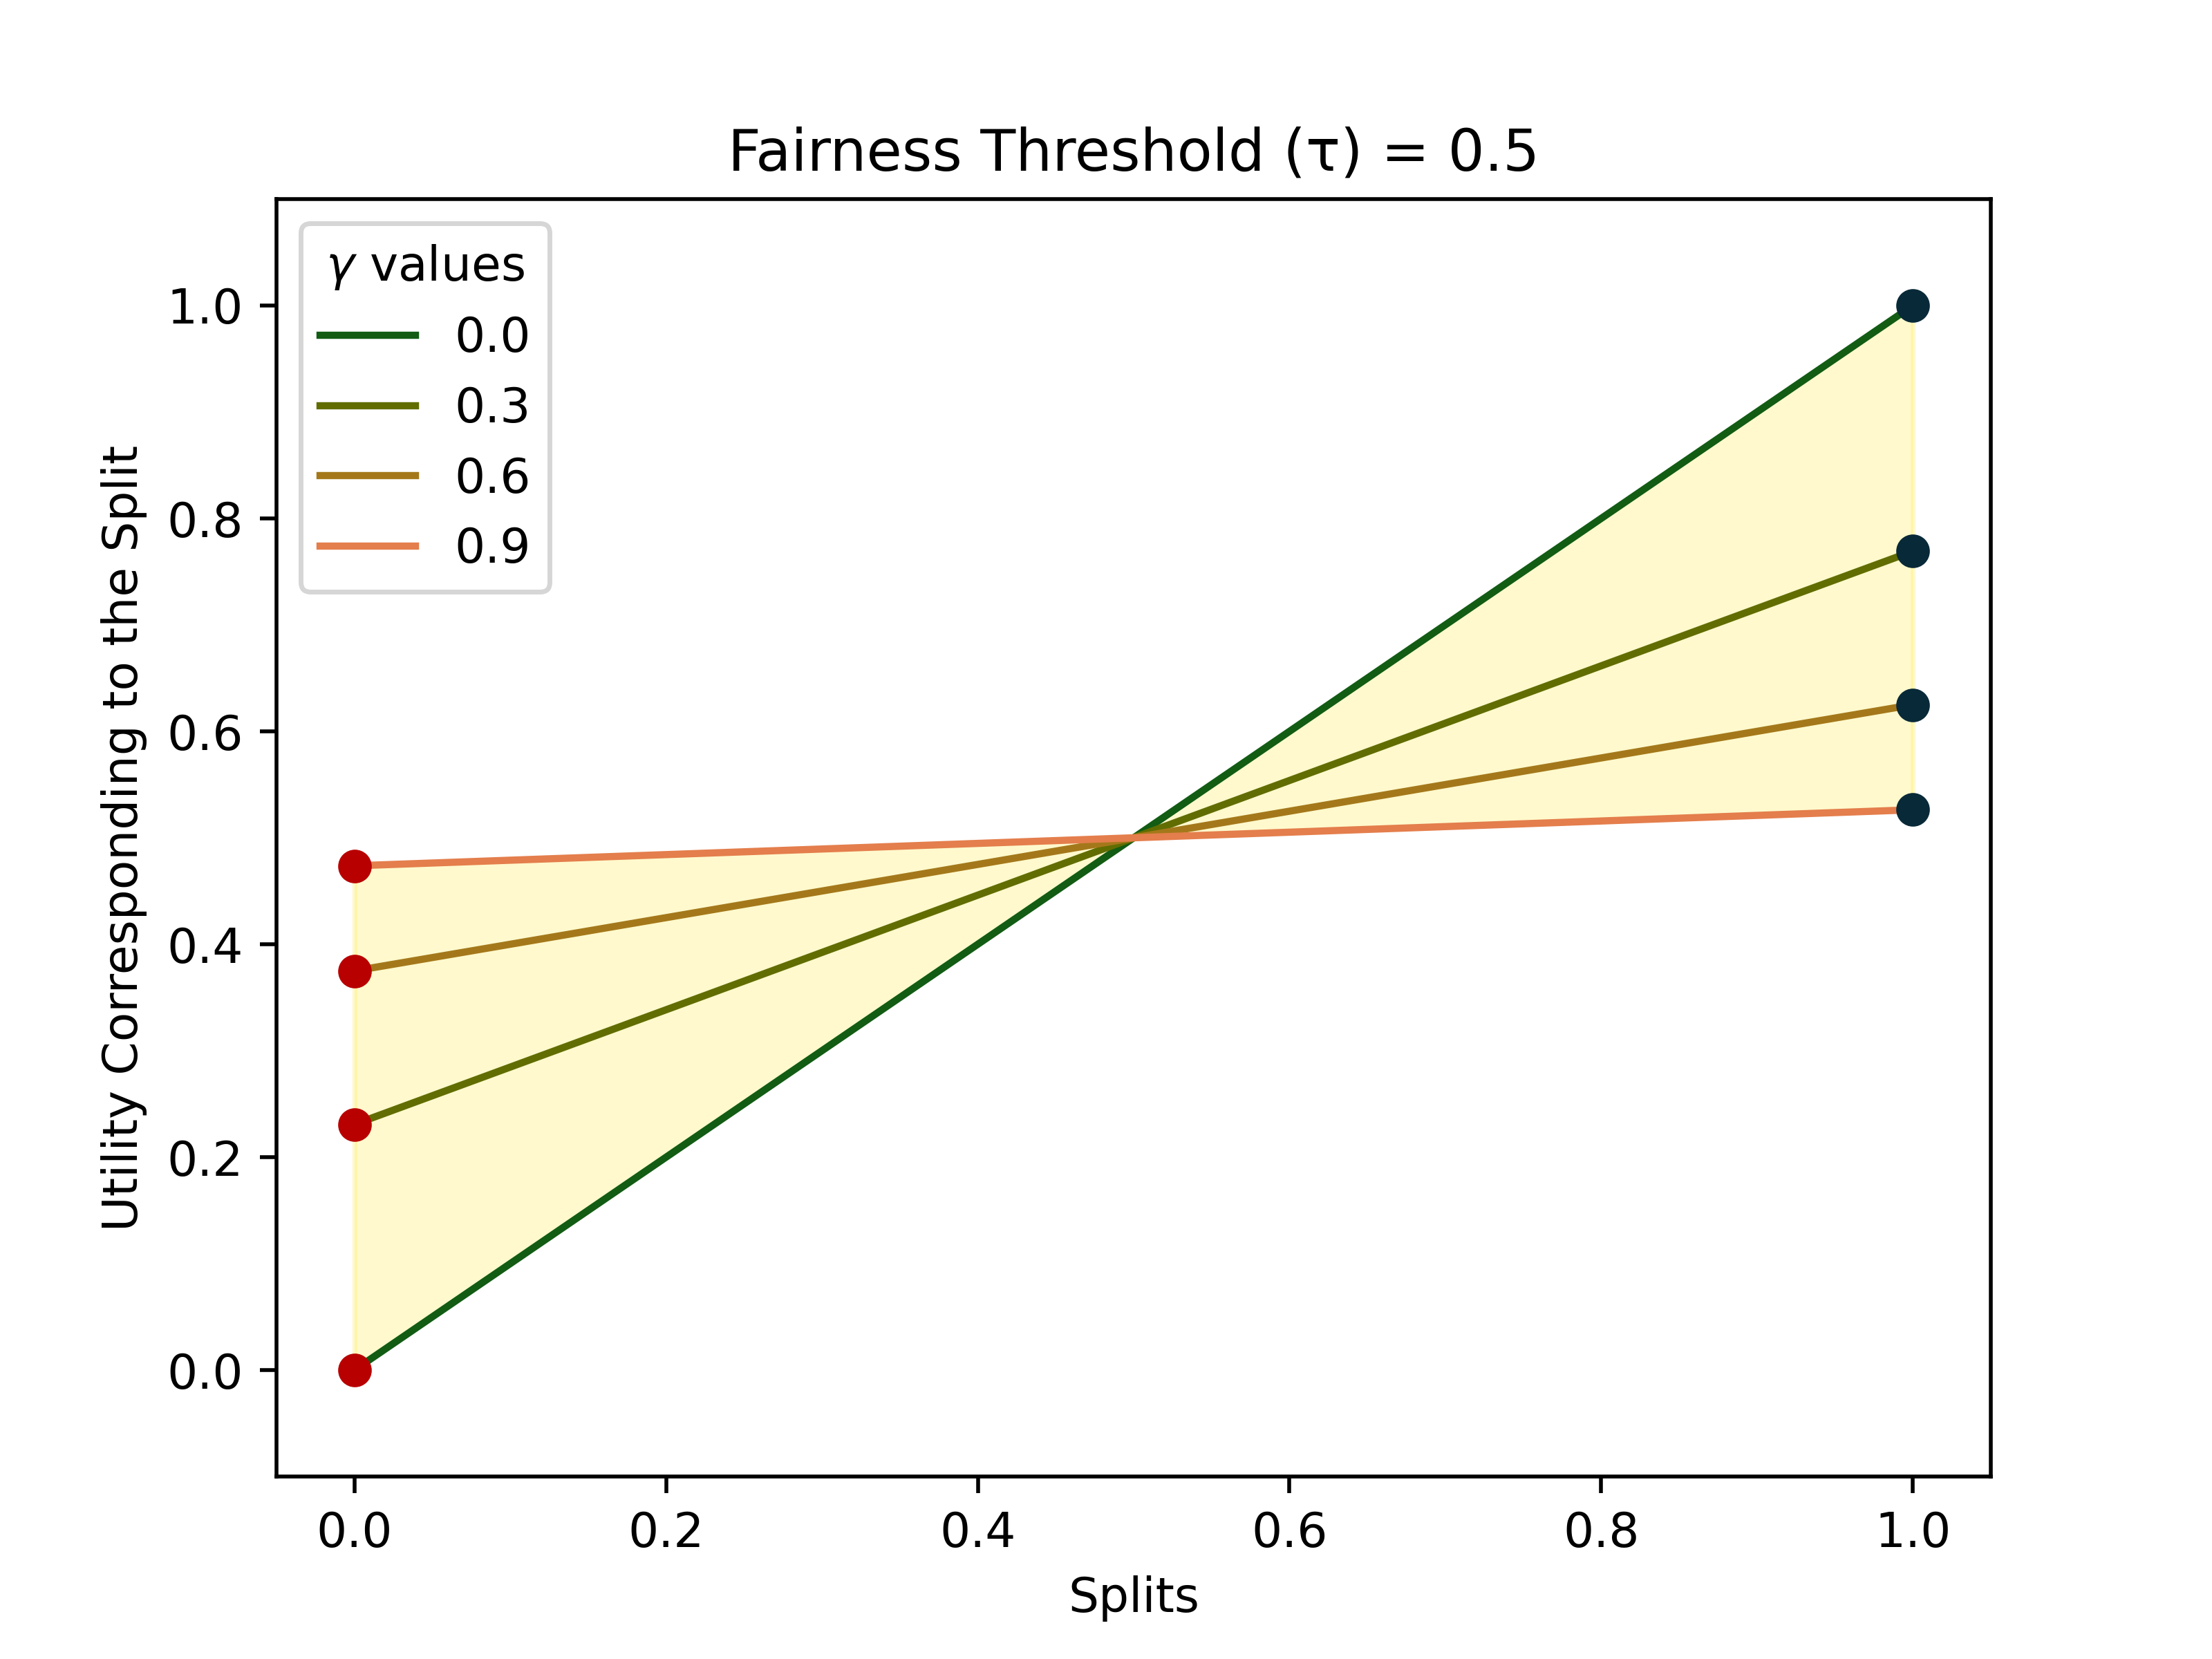 Fairness Threshold (τ) = 0.5
γ values
0.0
0.3
0.6
0.9
Utility Corresponding to the Split
1.0
0.8
0.6
0.4
0.2
0.0
0.0 0.2 0.4 0.6 0.8 1.0
Splits